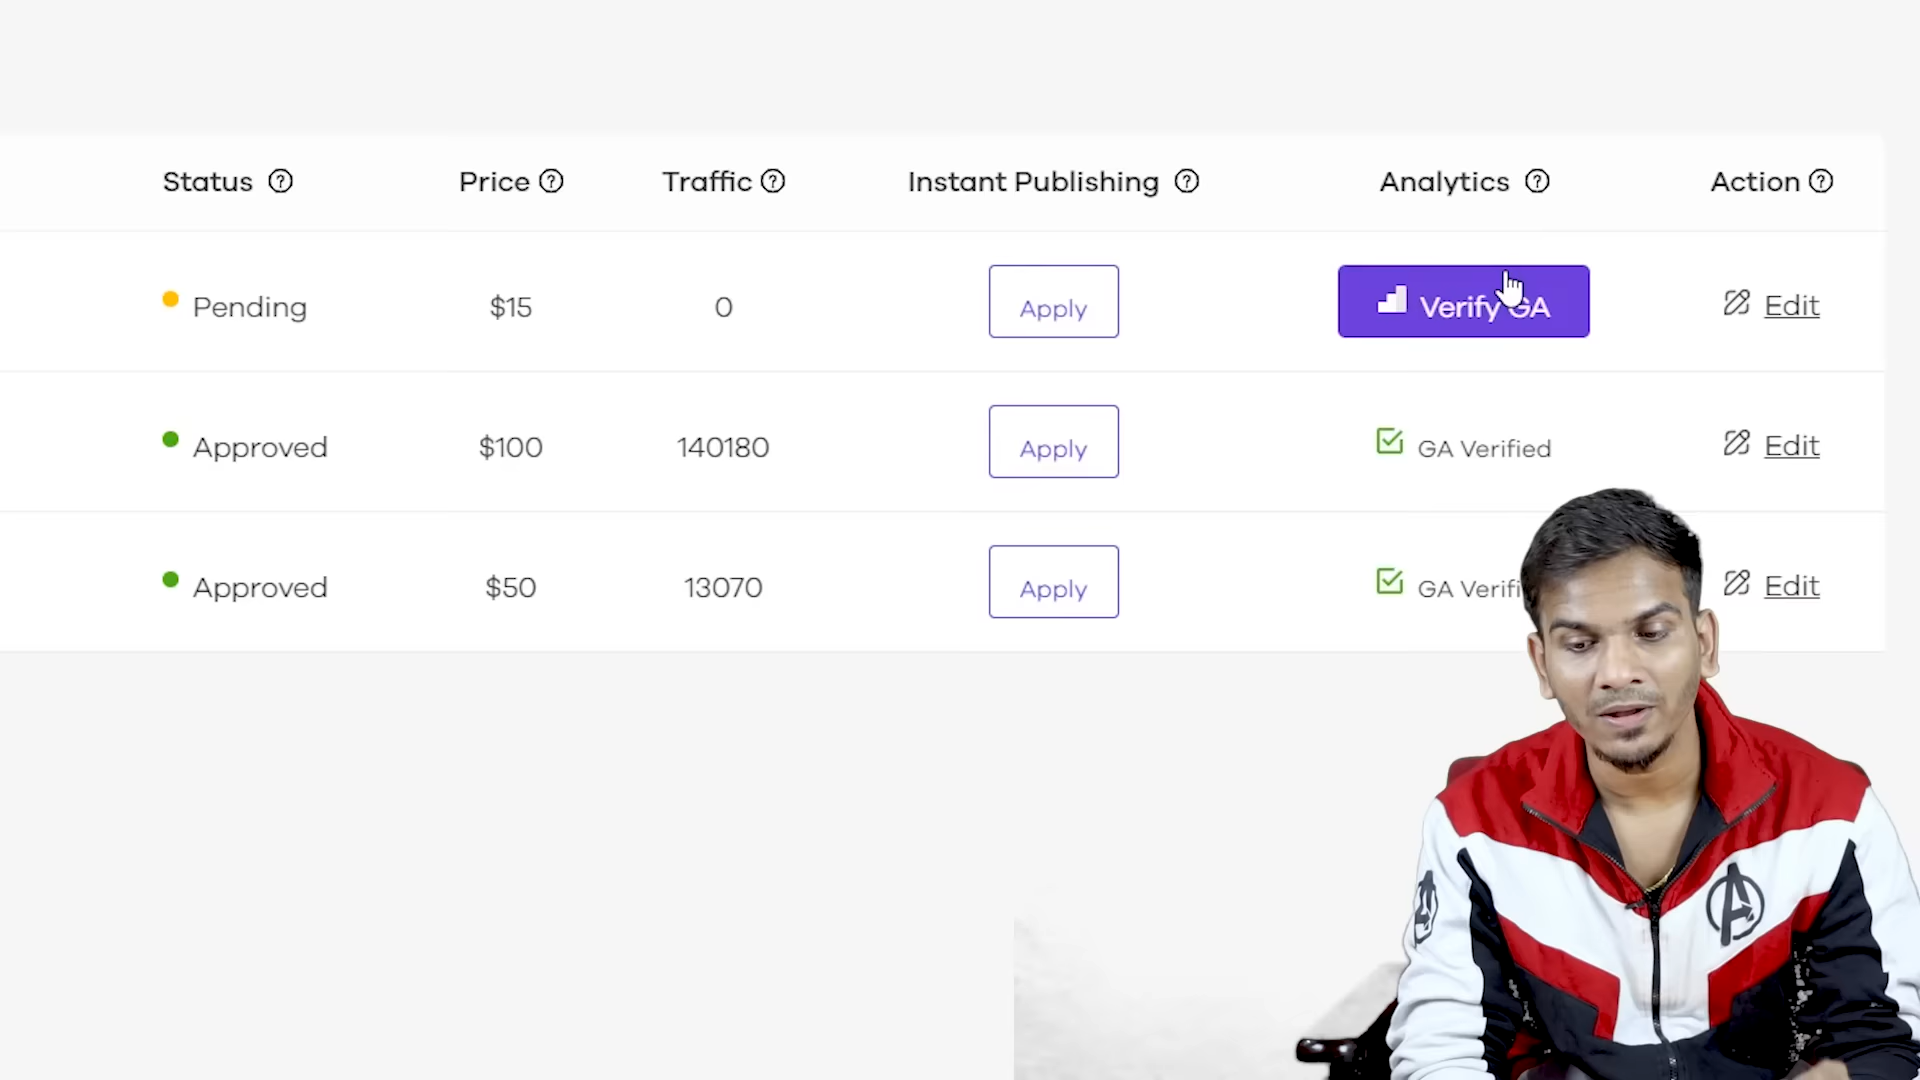 Status Price Traffic Instant Publishing Analytics Action
Pending $15 0 Apply Verify GA Edit
Approved $100 140180 Apply GA Verified Edit
Approved $50 13070 Apply GA Edit